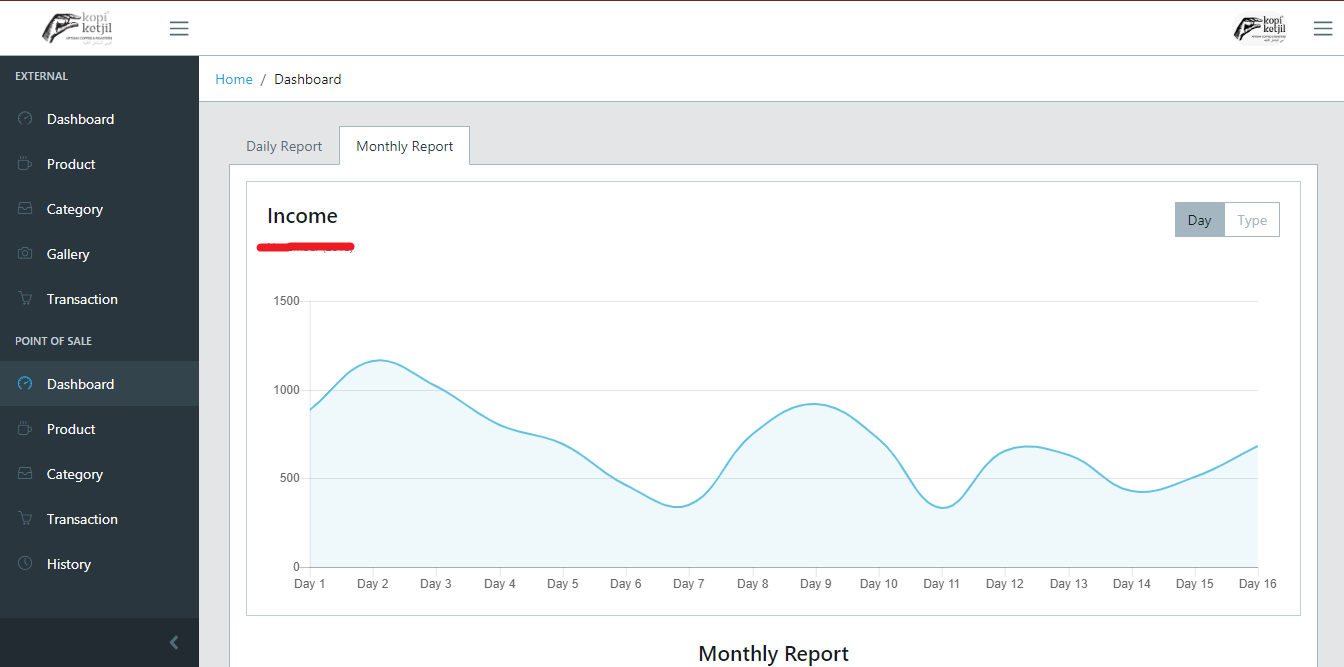 kopi
ketjil
kopi
ketjil
EXTERNAL
Dashboard
Product
Category
Gallery
Transaction
POINT OF SALE
Dashboard
Product
Category
Transaction
History
Home / Dashboard
Daily Report
Monthly Report
Income
Day
Type
1500
1000
500
0
Day 1 Day 2 Day 3 Day 4 Day 5 Day 6 Day 7 Day 8 Day 9 Day 10 Day 11 Day 12 Day 13 Day 14 Day 15 Day 16
Monthly Report